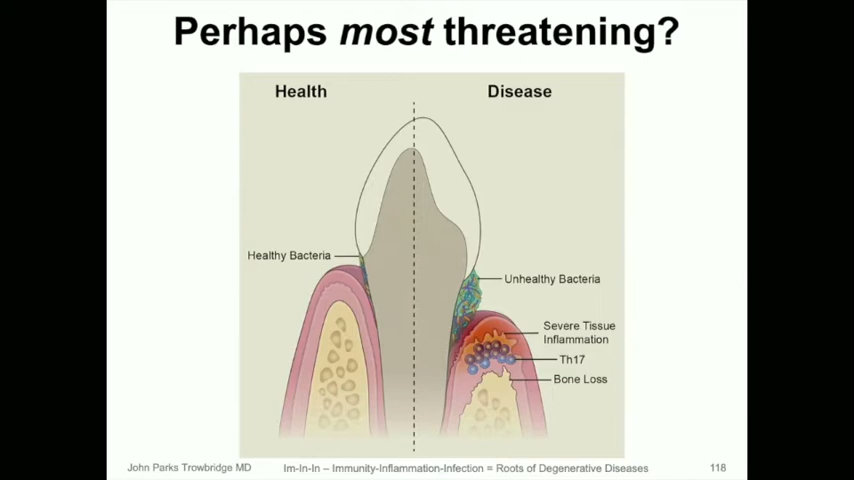 Perhaps most threatening?
Health
Disease
Healthy Bacteria
Unhealthy Bacteria
Severe Tissue
Inflammation
Th17
Bone Loss
John Parks Trowbridge MD
Im-In-In – Immunity-Inflammation-Infection = Roots of Degenerative Diseases
118